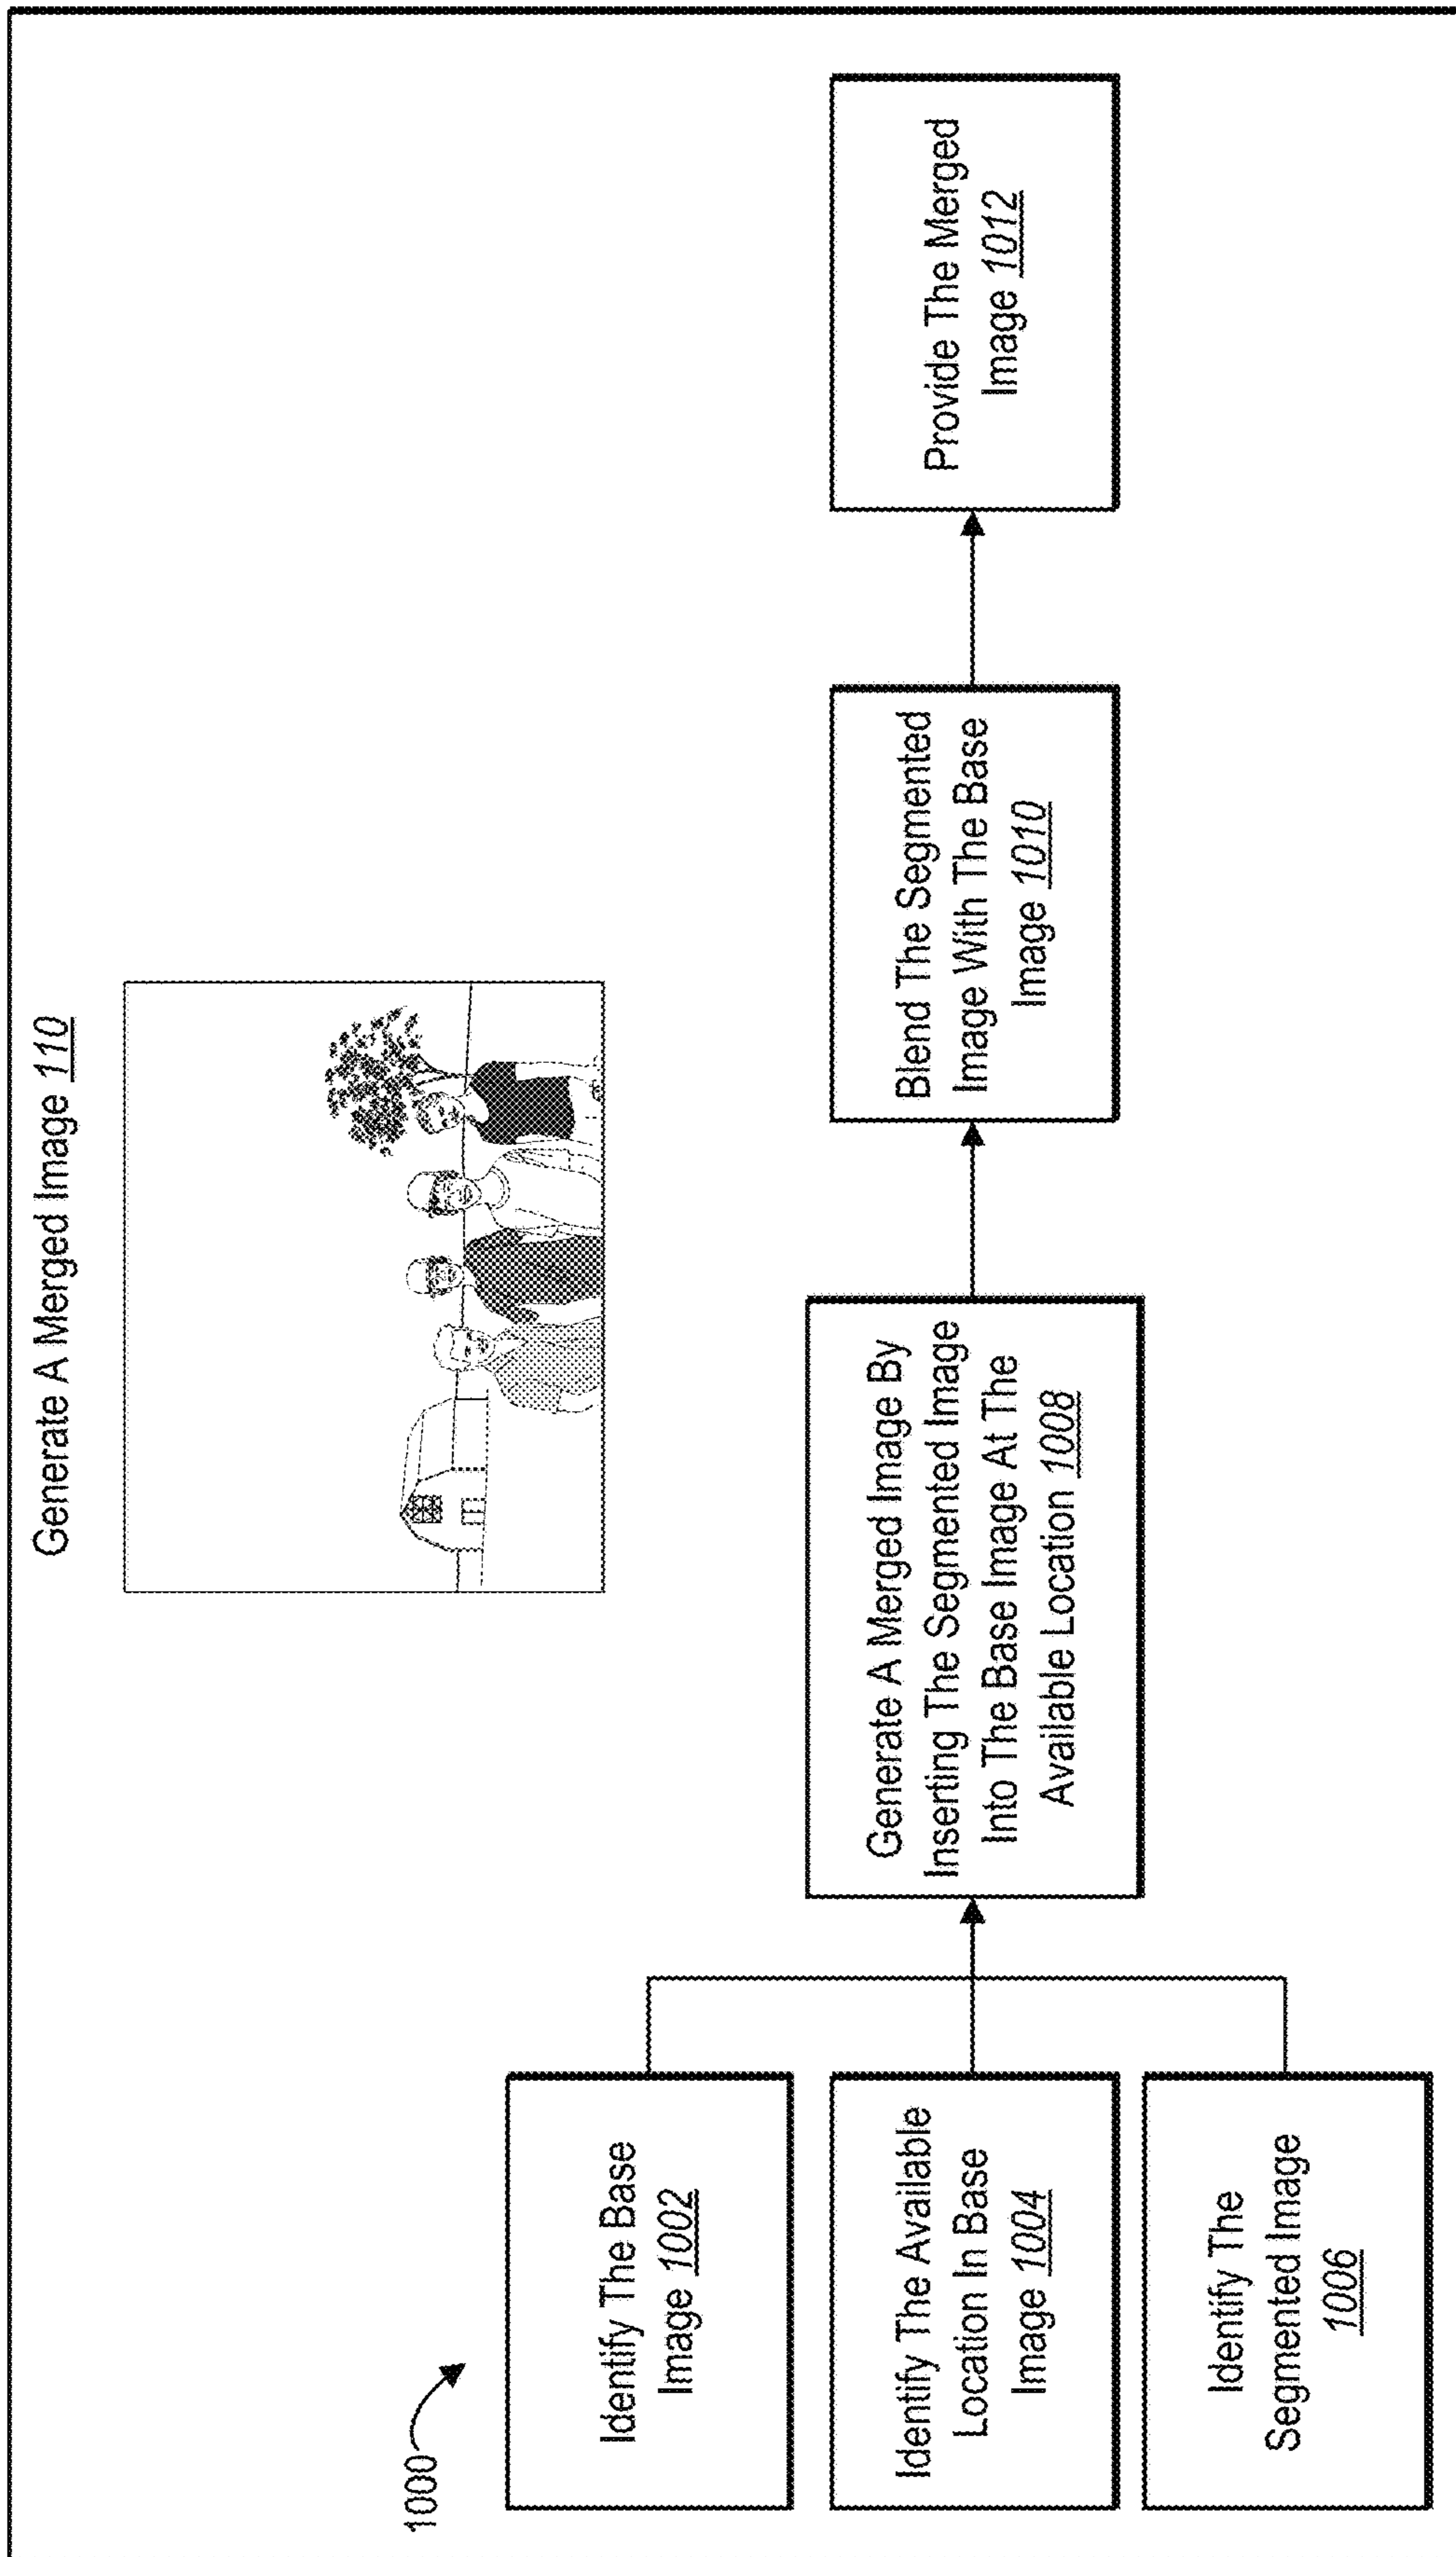 Generate A Merged Image 110
1000
Identify The Base
Image 1002
Identify The Available
Location In Base
Image 1004
Identify The
Segmented Image
1006
Generate A Merged Image By
Inserting The Segmented Image
Into The Base Image At The
Available Location 1008
Blend The Segmented
Image With The Base
Image 1010
Provide The Merged
Image 1012